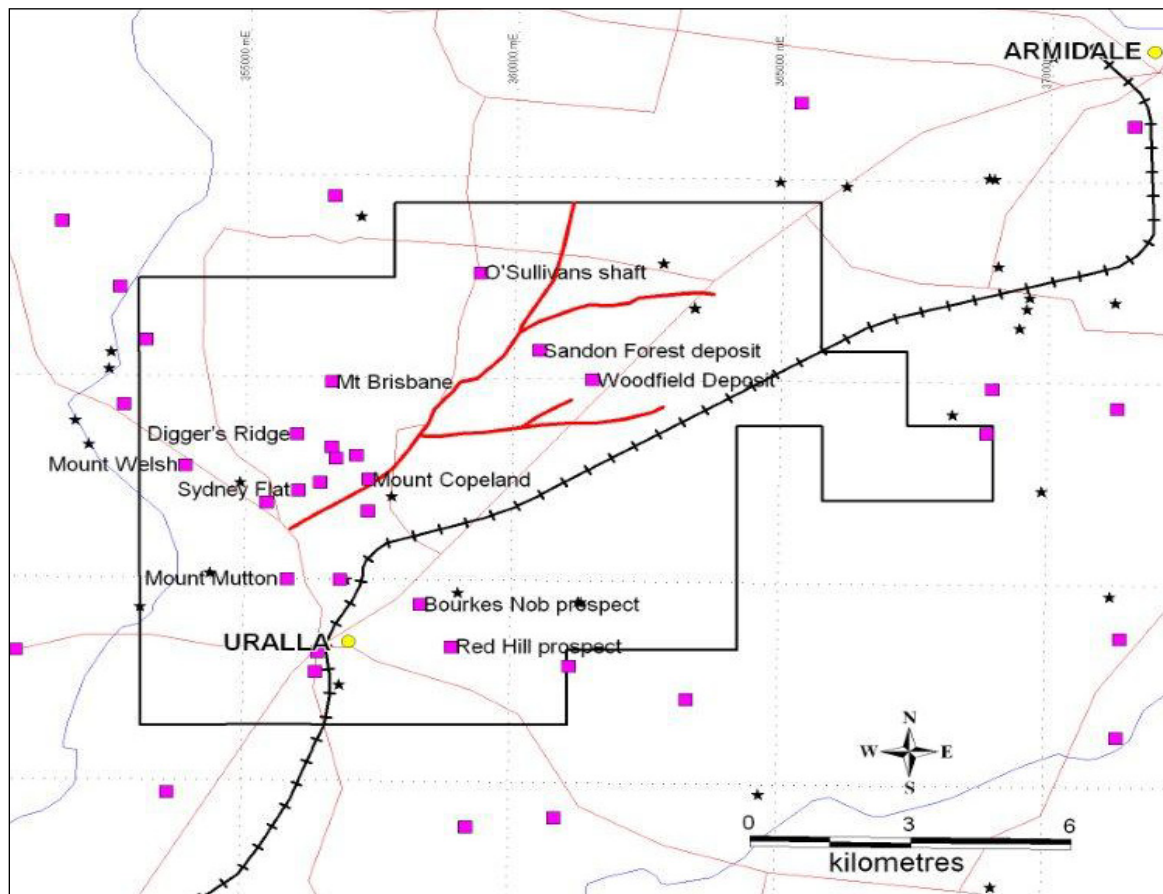 ARMIDALE
355000 mE
360000 mE
365000 mE
O'Sullivans shaft
Sandon Forest deposit
Mt Brisbane
Woodfield Deposit
Digger's Ridge
Mount Welsh
Sydney Flat
Mount Copeland
Mount Mutton
Bourkes Nob prospect
URALLA
Red Hill prospect
N
W
E
S
0
3
6
kilometres